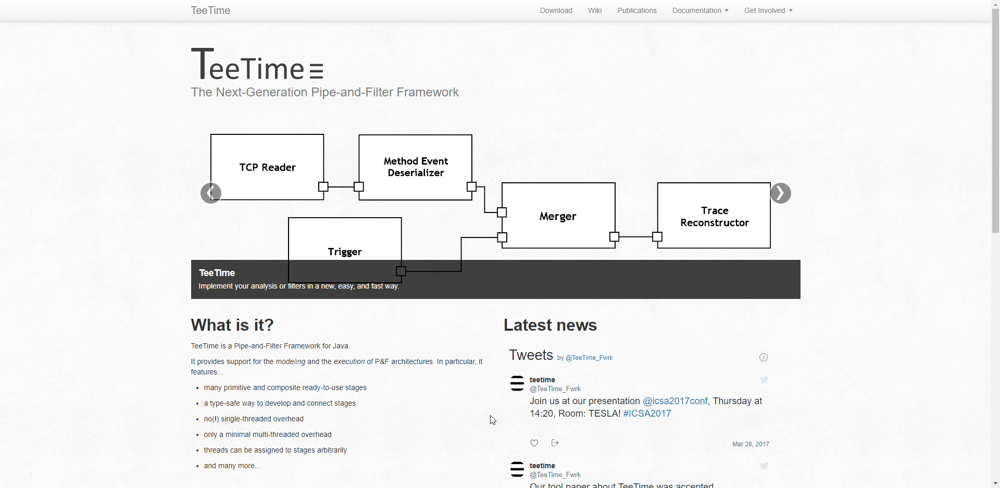 TeeTime
Download
Wiki
Publications
Documentation
Get Involved
TeeTime
The Next-Generation Pipe-and-Filter Framework
TCP Reader
Method Event
Deserializer
Merger
Trace
Reconstructor
Trigger
TeeTime
Implement your analysis or filters in a new, easy, and fast way.
What is it?
TeeTime is a Pipe-and-Filter Framework for Java.
It provides support for the modeling and the execution of P&F architectures. In particular, it
features…
• many primitive and composite ready-to-use stages
• a type-safe way to develop and connect stages
• no(!) single-threaded overhead
• only a minimal multi-threaded overhead
• threads can be assigned to stages arbitrarily
• and many more…
Latest news
Tweets by @TeeTime_Fwrk
teetime
@TeeTime_Fwrk
Join us at our presentation @icsa2017conf, Thursday at
14:20, Room: TESLA! #ICSA2017
Mar 28, 2017
teetime
@TeeTime_Fwrk
Our tool paper about TeeTime was accepted